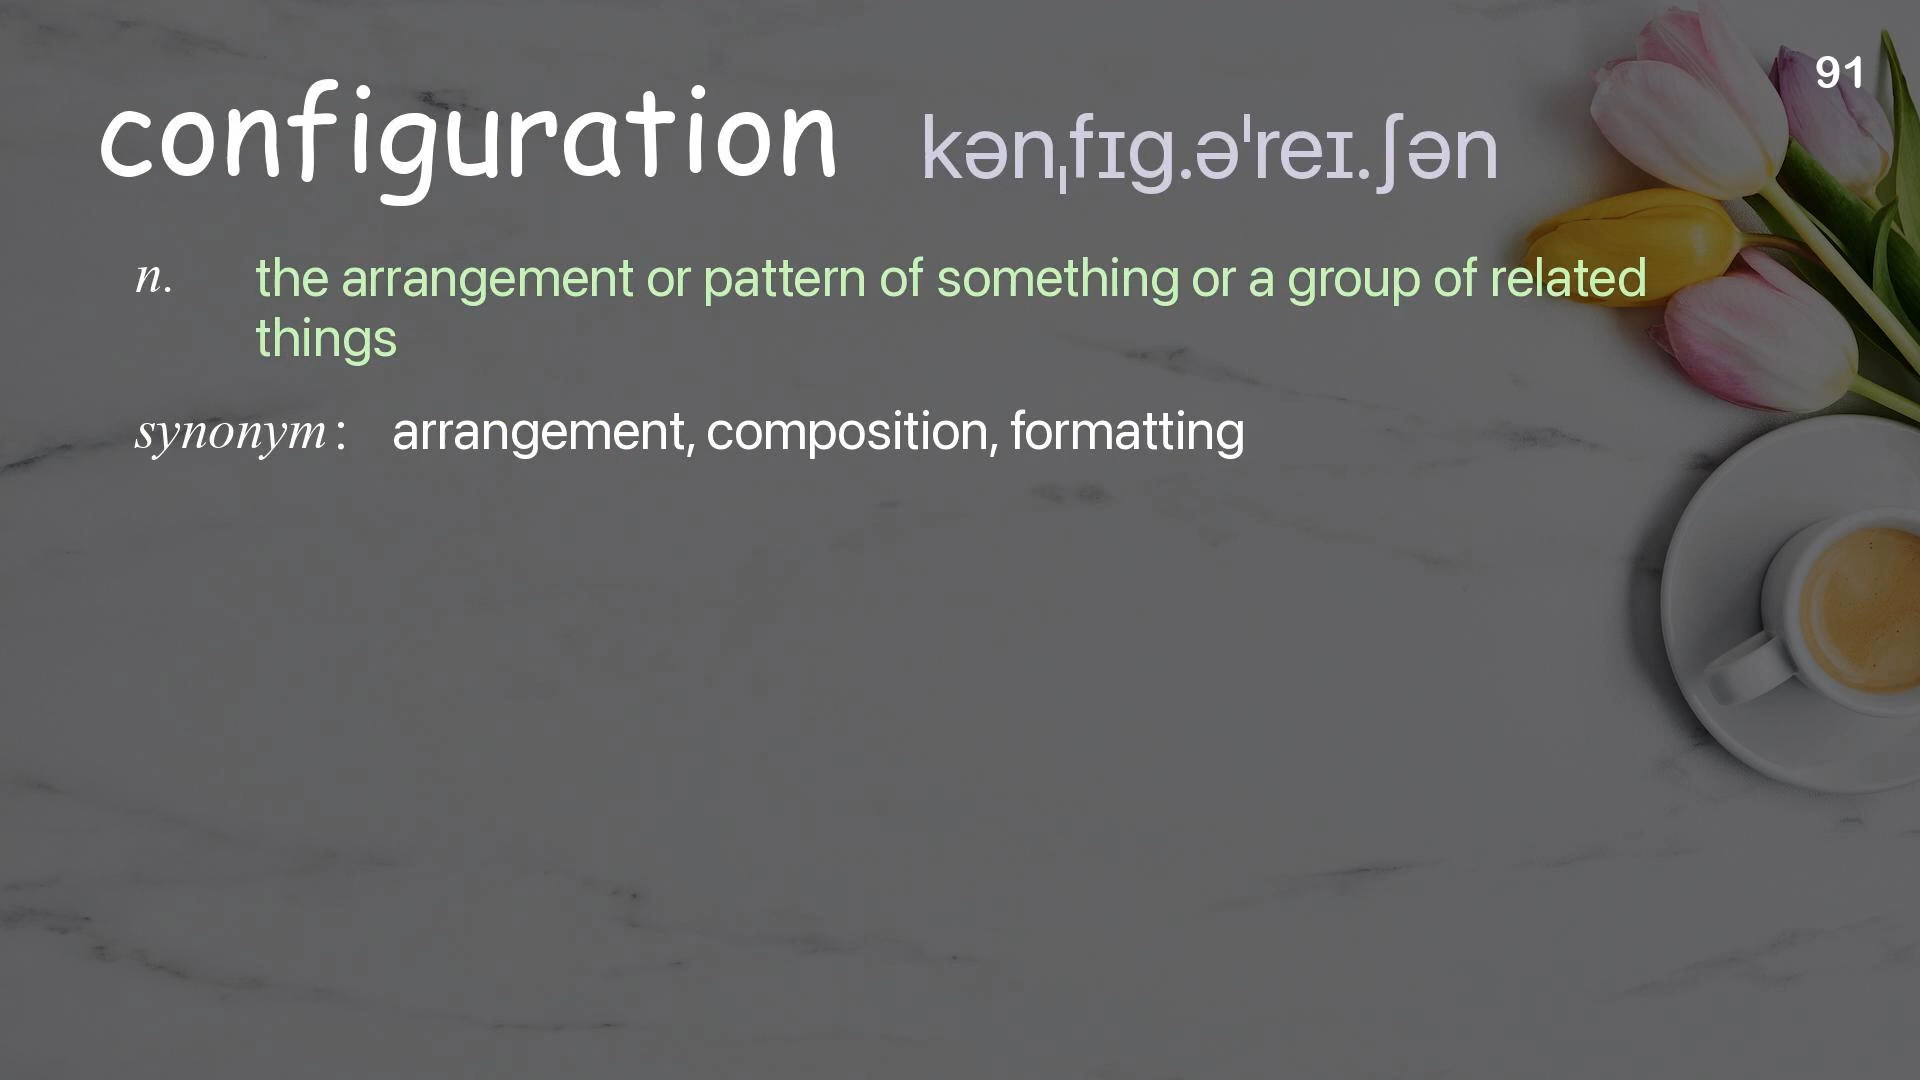 91
configuration kənˌfɪg.əˈreɪ.ʃən
n. the arrangement or pattern of something or a group of related
things
synonym: arrangement, composition, formatting